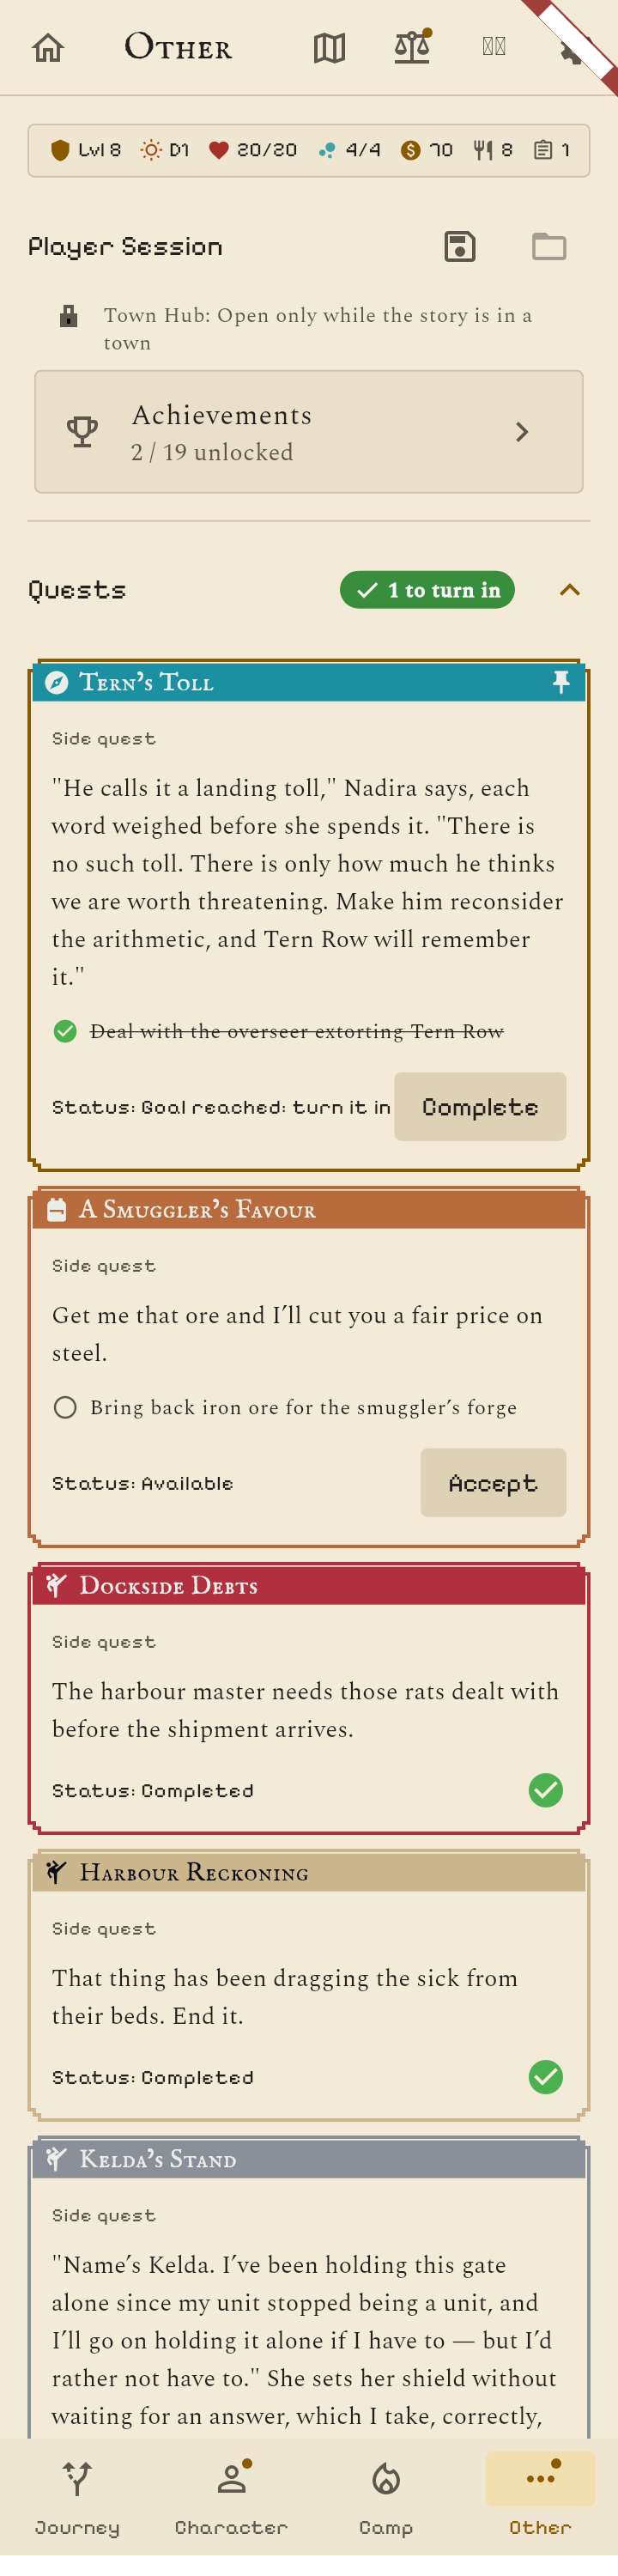 Other
Lvl 8 D1 20/20 4/4 70 8 1
Player Session
Town Hub: Open only while the story is in a
town
Achievements
2 / 19 unlocked
Quests
1 to turn in
Tern's Toll
Side quest
"He calls it a landing toll," Nadira says, each
word weighed before she spends it. "There is
no such toll. There is only how much he thinks
we are worth threatening. Make him reconsider
the arithmetic, and Tern Row will remember
it."
Deal with the overseer extorting Tern Row
Status: Goal reached: turn it in
Complete
A Smuggler's Favour
Side quest
Get me that ore and I'll cut you a fair price on
steel.
Bring back iron ore for the smuggler's forge
Status: Available
Accept
Dockside Debts
Side quest
The harbour master needs those rats dealt with
before the shipment arrives.
Status: Completed
Harbour Reckoning
Side quest
That thing has been dragging the sick from
their beds. End it.
Status: Completed
Kelda's Stand
Side quest
"Name's Kelda. I've been holding this gate
alone since my unit stopped being a unit, and
I'll go on holding it alone if I have to — but I'd
rather not have to." She sets her shield without
waiting for an answer, which I take, correctly,
Journey Character Camp Other